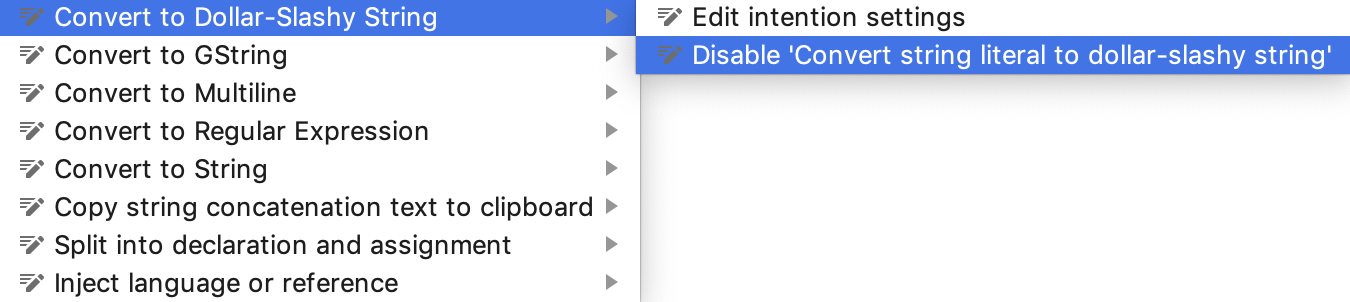 Convert to Dollar-Slashy String
Convert to GString
Convert to Multiline
Convert to Regular Expression
Convert to String
Copy string concatenation text to clipboard
Split into declaration and assignment
Inject language or reference
Edit intention settings
Disable 'Convert string literal to dollar-slashy string'